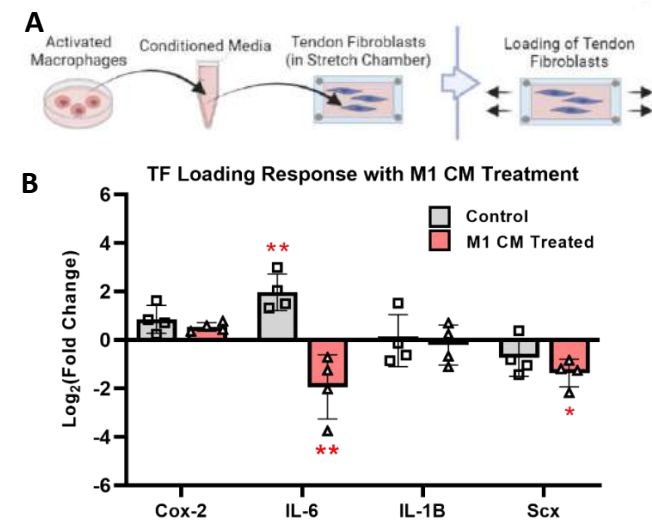 A
Activated
Macrophages
Conditioned Media
Tendon Fibroblasts
(in Stretch Chamber)
Loading of Tendon
Fibroblasts
B
TF Loading Response with M1 CM Treatment
Log2(Fold Change)
6
4
2
0
-2
-4
-6
Control
M1 CM Treated
**
**
*
Cox-2
IL-6
IL-1B
Scx